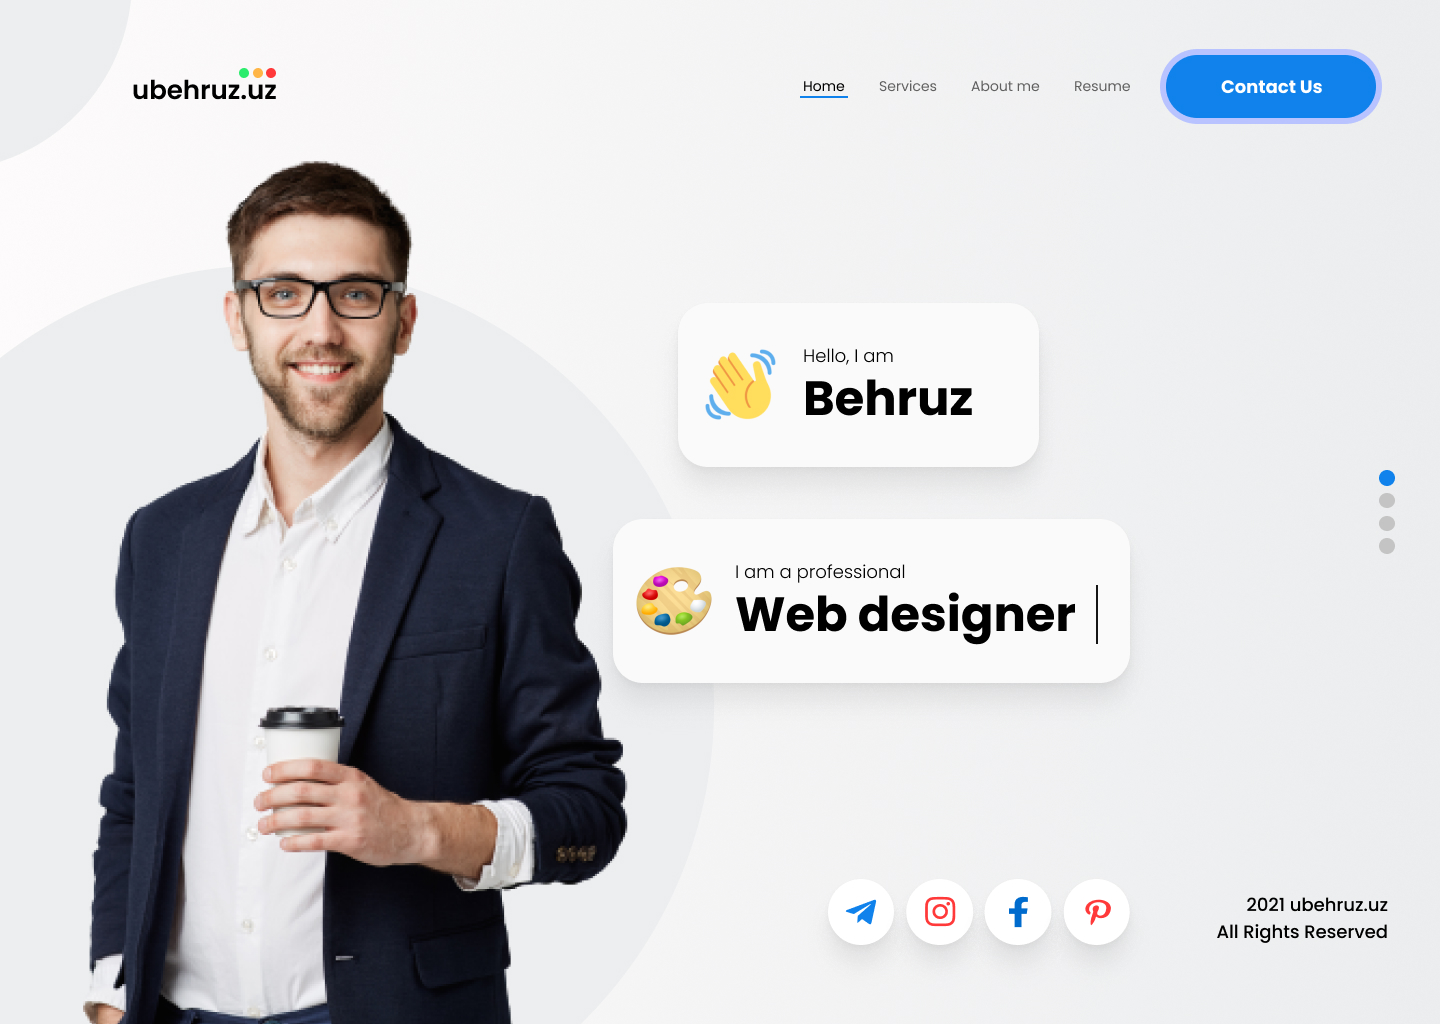 ubehruz.uz
Home Services About me Resume Contact Us
Hello, I am
Behruz
I am a professional
Web designer
2021 ubehruz.uz
All Rights Reserved